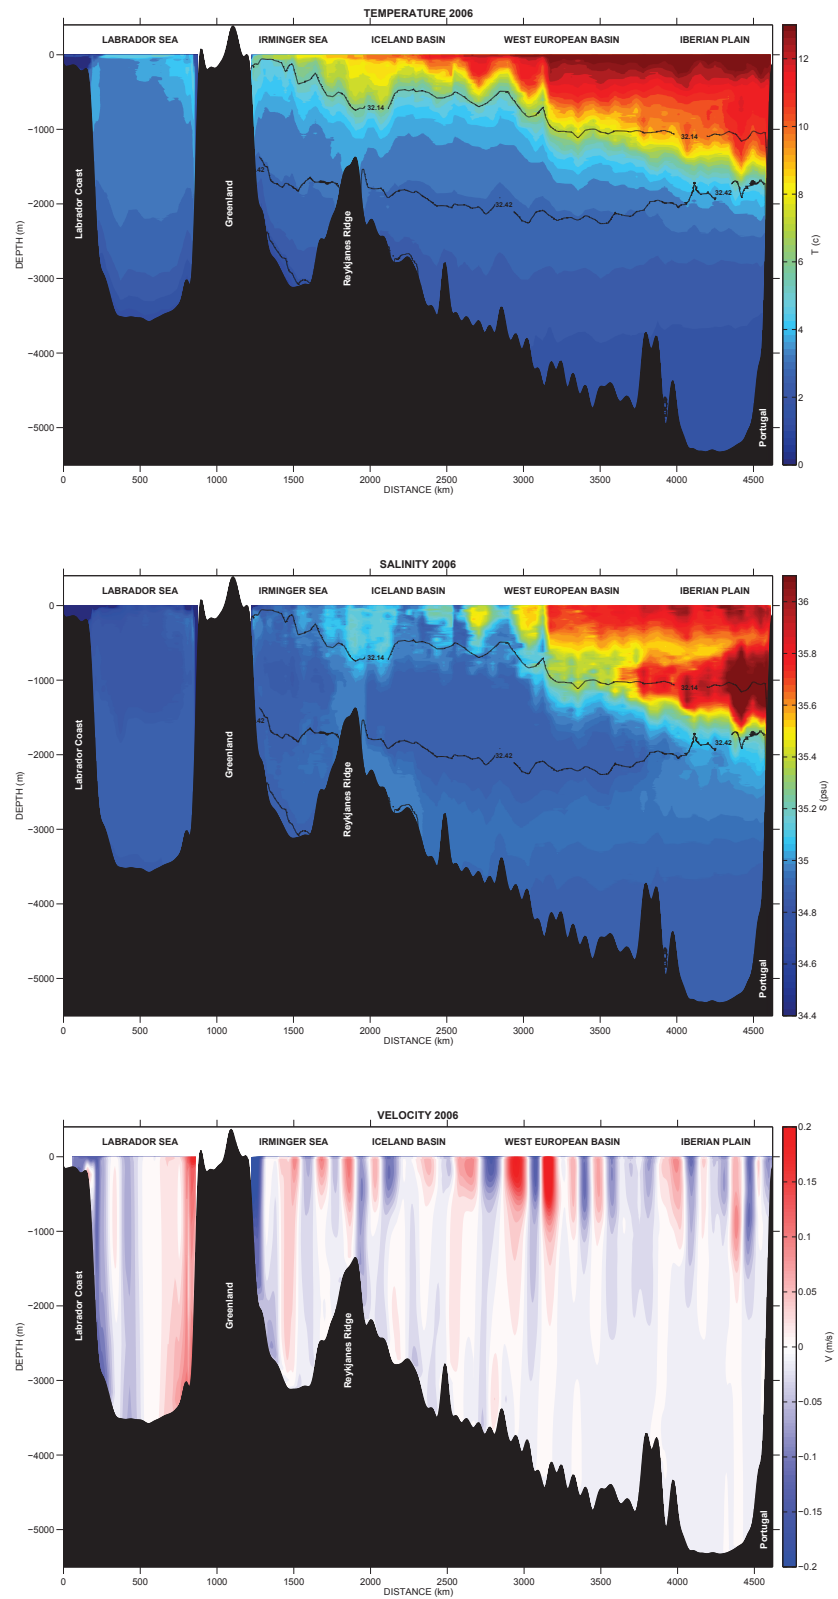 TEMPERATURE 2006
LABRADOR SEA IRMINGER SEA ICELAND BASIN WEST EUROPEAN BASIN IBERIAN PLAIN
0
−1000
−2000
−3000
−4000
−5000
DEPTH (m)
32.14
32.14
.42
32.42
32.42
Labrador Coast
Greenland
Reykjanes Ridge
Portugal
0 500 1000 1500 2000 2500 3000 3500 4000 4500
DISTANCE (km)
12
10
8
6
4
2
0
T (c)
SALINITY 2006
LABRADOR SEA IRMINGER SEA ICELAND BASIN WEST EUROPEAN BASIN IBERIAN PLAIN
0
−1000
−2000
−3000
−4000
−5000
DEPTH (m)
32.14
32.14
.42
32.42
32.42
Labrador Coast
Greenland
Reykjanes Ridge
Portugal
0 500 1000 1500 2000 2500 3000 3500 4000 4500
DISTANCE (km)
36
35.8
35.6
35.4
35.2
35
34.8
34.6
34.4
S (psu)
VELOCITY 2006
LABRADOR SEA IRMINGER SEA ICELAND BASIN WEST EUROPEAN BASIN IBERIAN PLAIN
0
−1000
−2000
−3000
−4000
−5000
DEPTH (m)
Labrador Coast
Greenland
Reykjanes Ridge
Portugal
0 500 1000 1500 2000 2500 3000 3500 4000 4500
DISTANCE (km)
0.2
0.15
0.1
0.05
0
−0.05
−0.1
−0.15
−0.2
V (m/s)